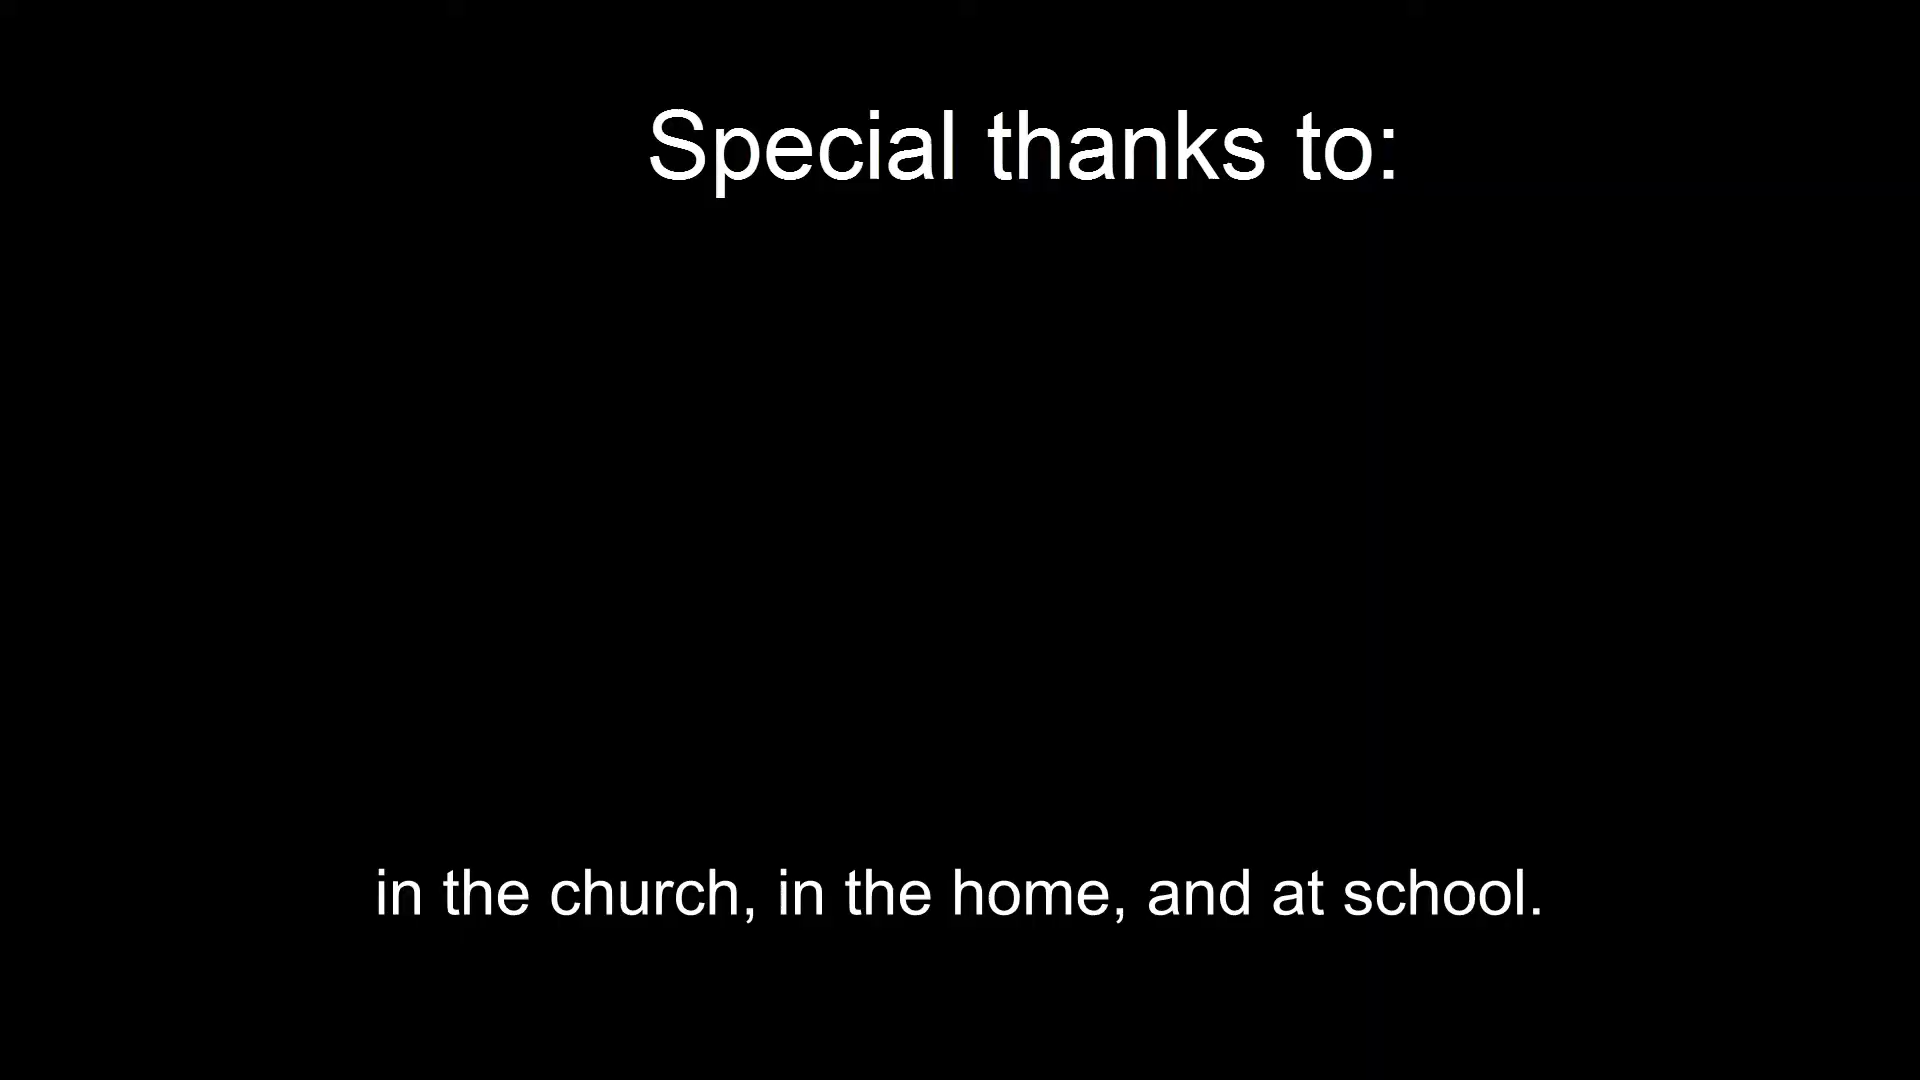 Special thanks to:
in the church, in the home, and at school.